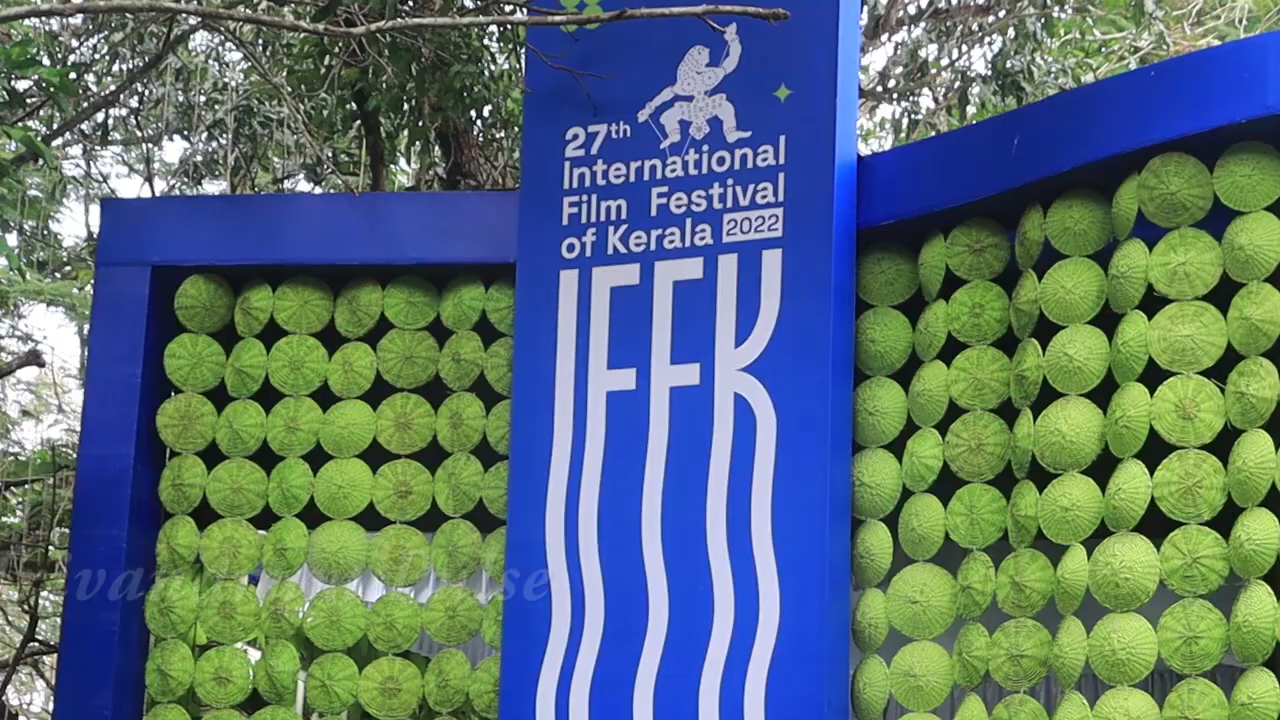 27th
International
Film Festival
of Kerala 2022
IFFK